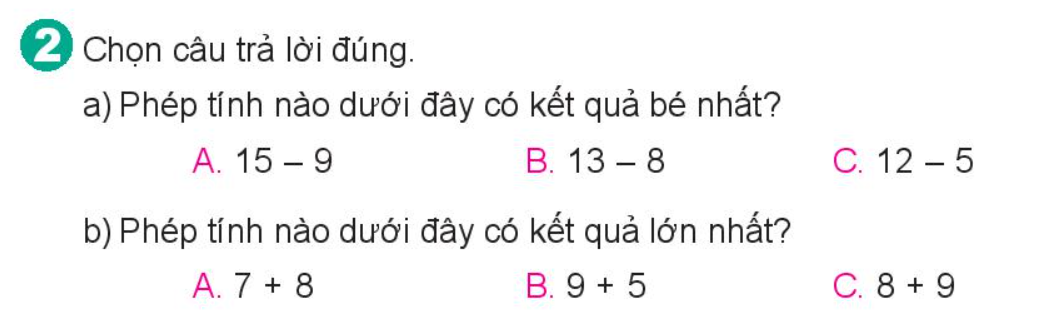 2 Chọn câu trả lời đúng.
a) Phép tính nào dưới đây có kết quả bé nhất?
A. 15 – 9 B. 13 – 8 C. 12 – 5
b) Phép tính nào dưới đây có kết quả lớn nhất?
A. 7 + 8 B. 9 + 5 C. 8 + 9